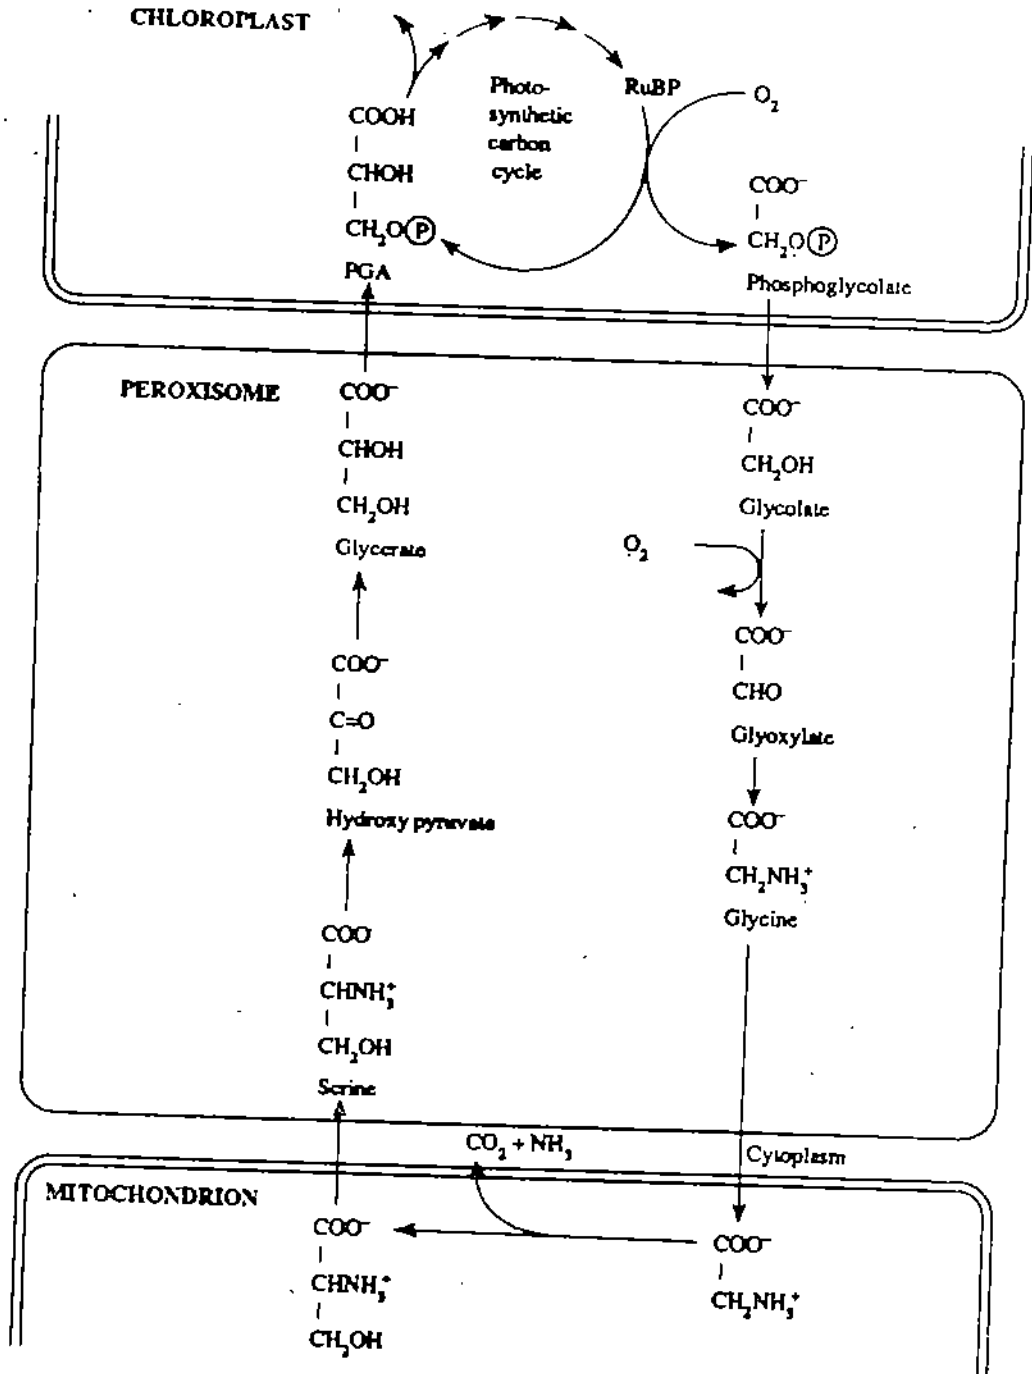 CHLOROPLAST
Photo-
synthetic
carbon
cycle
RuBP
O₂
COOH
CHOH
CH₂OⓅ
PGA
COO⁻
CH₂OⓅ
Phosphoglycolate
PEROXISOME
COO⁻
CHOH
CH₂OH
Glycerate
COO⁻
CH₂OH
Glycolate
O₂
COO⁻
CHO
Glyoxylate
COO⁻
C=O
CH₂OH
Hydroxy pyruvate
COO⁻
CH₂NH₃⁺
Glycine
COO
CHNH₃⁺
CH₂OH
Serine
CO₂ + NH₃
Cytoplasm
MITOCHONDRION
COO⁻
CHNH₃⁺
CH₂OH
COO⁻
CH₂NH₃⁺